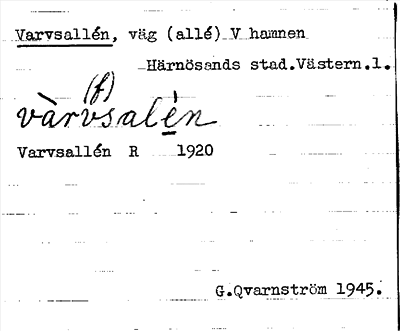 Varvsallén, väg (allé) V hamnen
Härnösands stad.Västern.l.
(f)
vàrvsalén
Varvsallén R 1920
G.Qvarnström 1945.